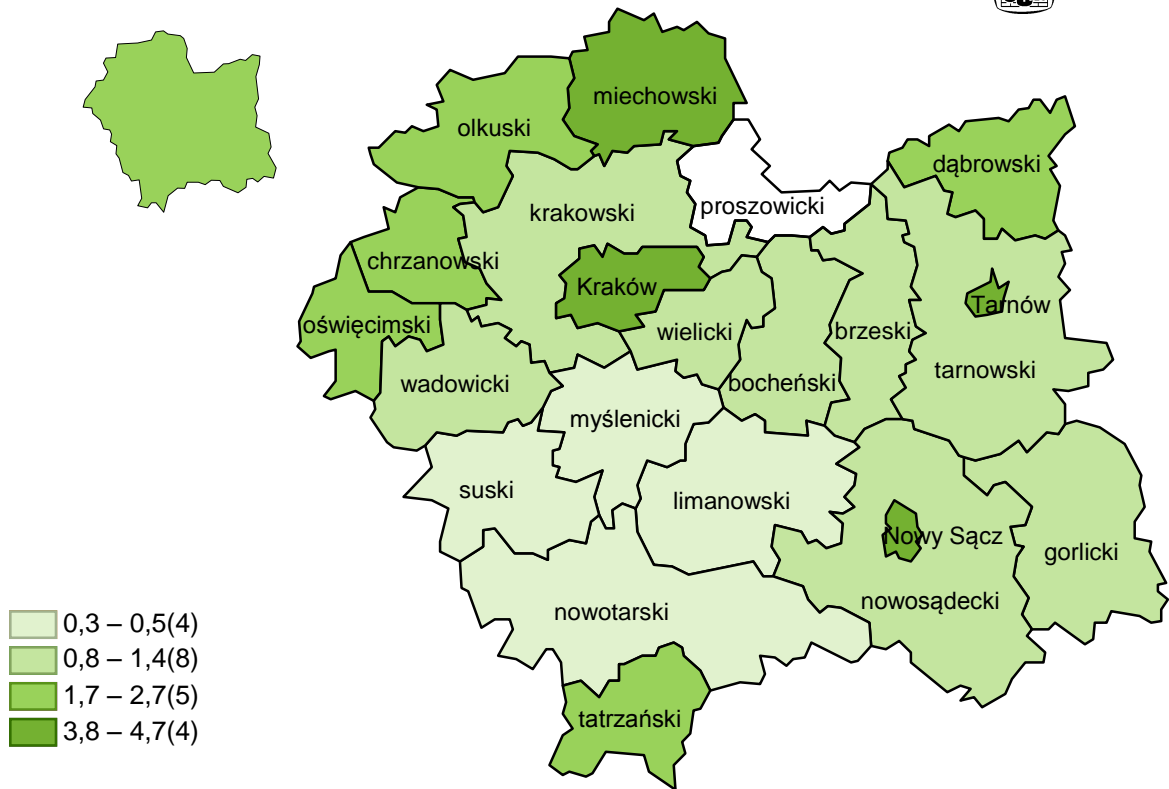 miechowski
olkuski
dąbrowski
proszowicki
krakowski
chrzanowski
Kraków
Tarnów
oświęcimski
wielicki
brzeski
tarnowski
wadowicki
bocheński
myślenicki
suski
limanowski
Nowy Sącz
gorlicki
nowosądecki
nowotarski
tatrzański
0,3 – 0,5(4)
0,8 – 1,4(8)
1,7 – 2,7(5)
3,8 – 4,7(4)